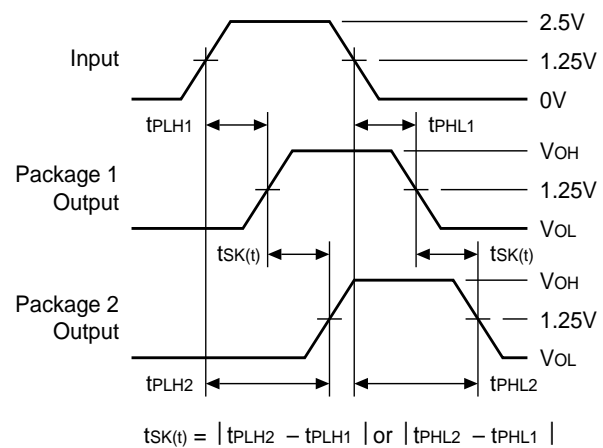 2.5V
Input
1.25V
0V
tPLH1
tPHL1
VOH
Package 1
Output
1.25V
VOL
tSK(t)
tSK(t)
VOH
Package 2
Output
1.25V
VOL
tPLH2
tPHL2
tSK(t) = | tPLH2 – tPLH1 | or | tPHL2 – tPHL1 |